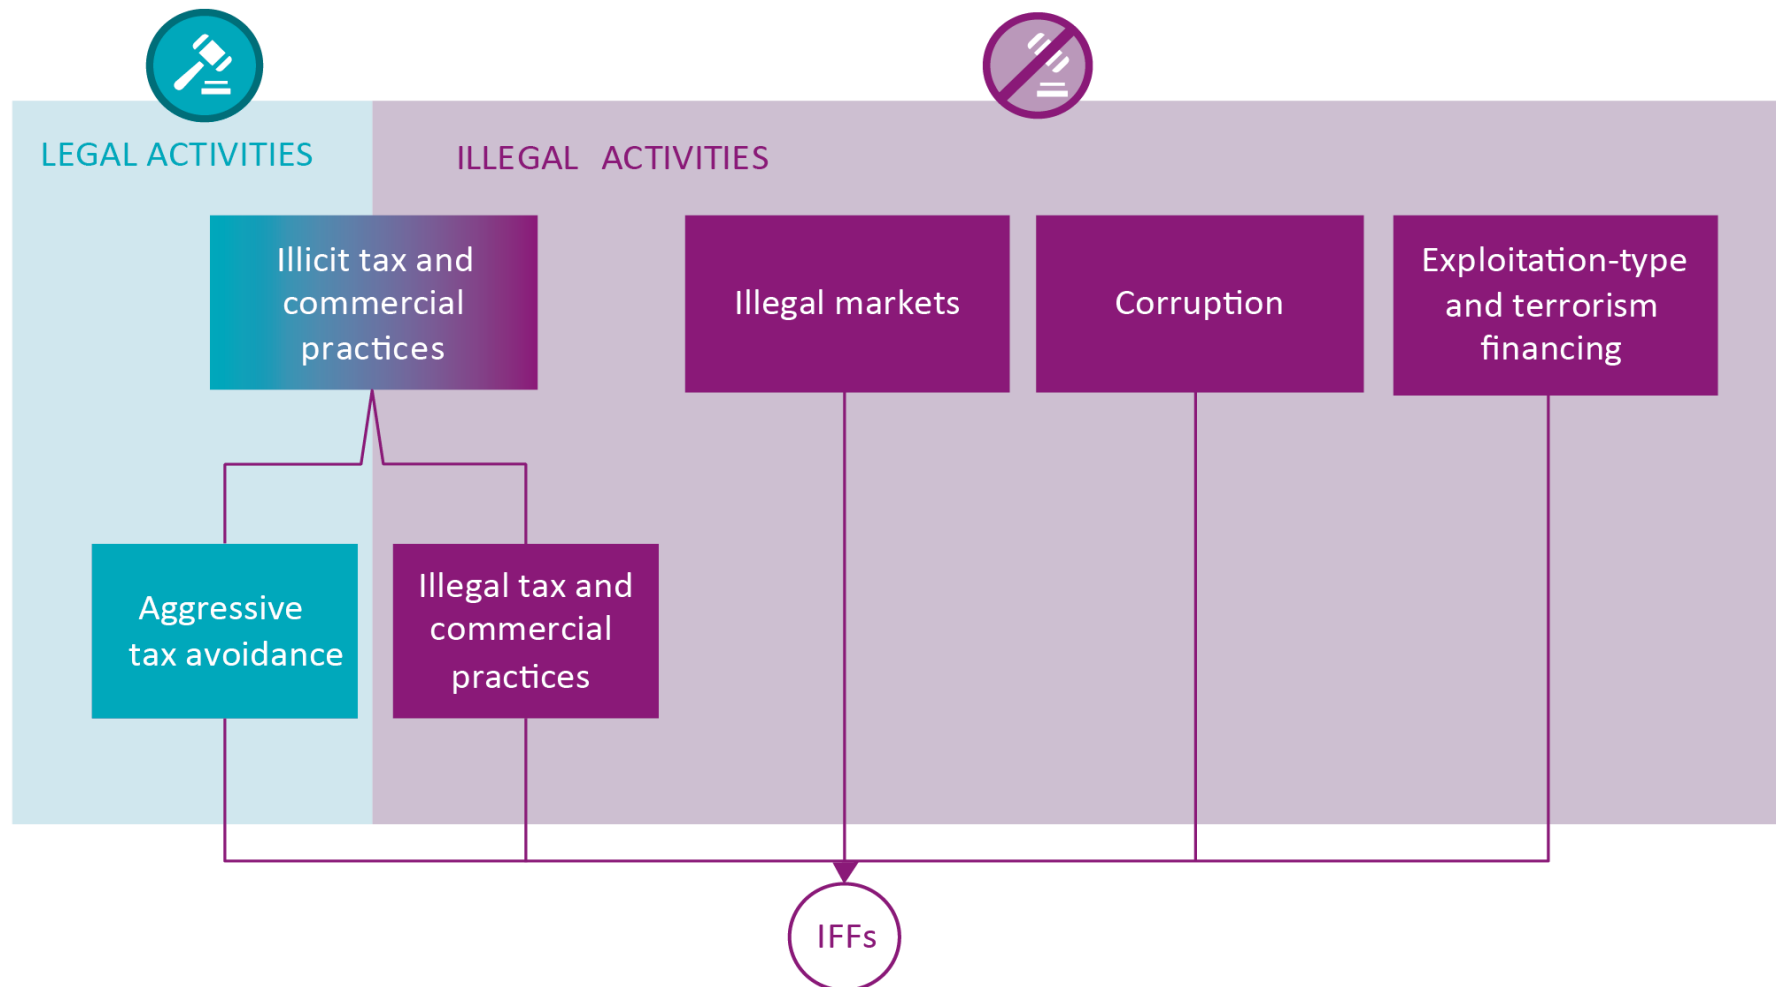 LEGAL ACTIVITIES
ILLEGAL ACTIVITIES
Illicit tax and
commercial
practices
Illegal markets
Corruption
Exploitation-type
and terrorism
financing
Aggressive
tax avoidance
Illegal tax and
commercial
practices
IFFs